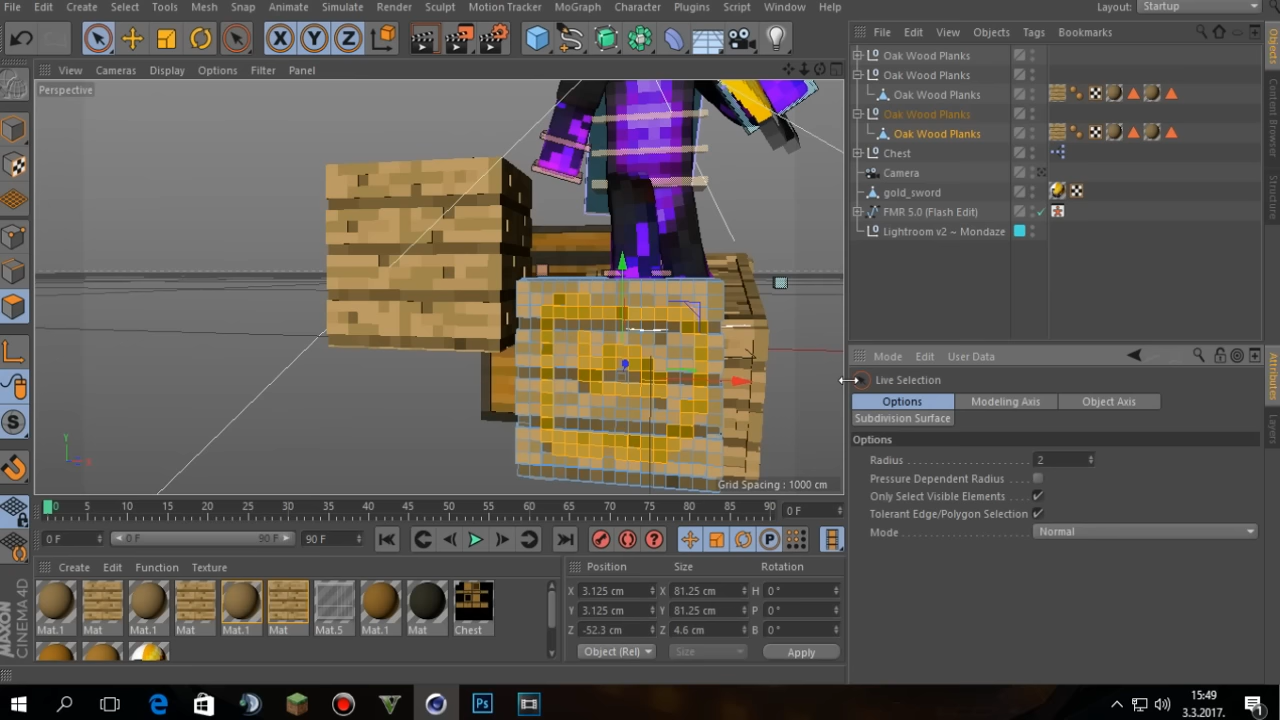 File Edit Create Select Tools Mesh Snap Animate Simulate Render Sculpt Motion Tracker MoGraph Character Plugins Script Window Help Layout: Startup
X Y Z
File Edit View Objects Tags Bookmarks
View Cameras Display Options Filter Panel
Perspective
Oak Wood Planks
Oak Wood Planks
Oak Wood Planks
Oak Wood Planks
Oak Wood Planks
Chest
Camera
gold_sword
FMR 5.0 (Flash Edit)
Lightroom v2 ~ Mondaze
Objects
Content Browser
Structure
Mode Edit User Data
Live Selection
Options Modeling Axis Object Axis
Subdivision Surface
Options
Radius 2
Pressure Dependent Radius
Only Select Visible Elements
Tolerant Edge/Polygon Selection
Mode Normal
Attributes
Layers
Y
X
Grid Spacing : 1000 cm
0 5 10 15 20 25 30 35 40 45 50 55 60 65 70 75 80 85 90 0 F
0 F 0 F 90 F 90 F
P
Create Edit Function Texture
Mat.1 Mat Mat.1 Mat Mat.1 Mat Mat.5 Mat.1 Mat Chest
Position Size Rotation
X 3.125 cm X 81.25 cm H 0 °
Y 3.125 cm Y 81.25 cm P 0 °
Z -52.3 cm Z 4.6 cm B 0 °
Object (Rel) Size Apply
MAXON
CINEMA 4D
15:49
3.3.2017.
1